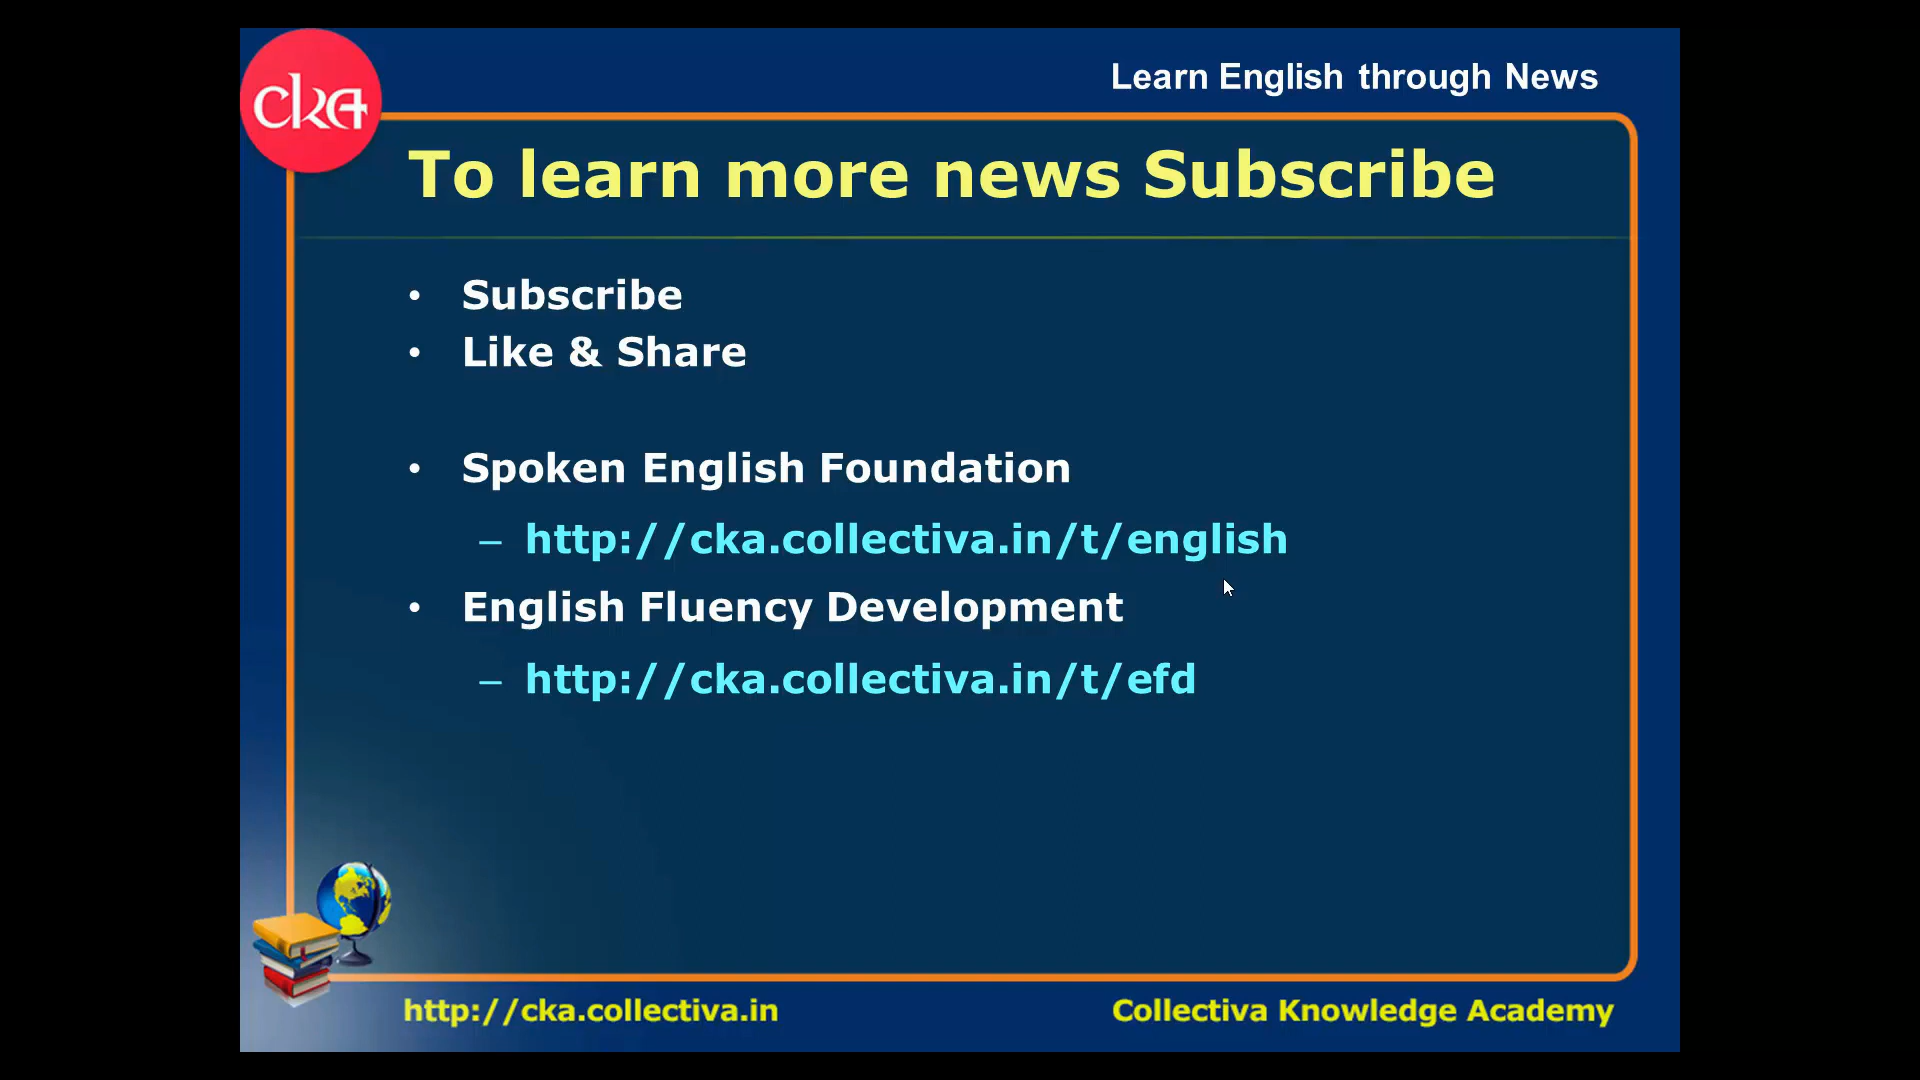 cka
Learn English through News
To learn more news Subscribe
• Subscribe
• Like & Share
• Spoken English Foundation
– http://cka.collectiva.in/t/english
• English Fluency Development
– http://cka.collectiva.in/t/efd
http://cka.collectiva.in
Collectiva Knowledge Academy